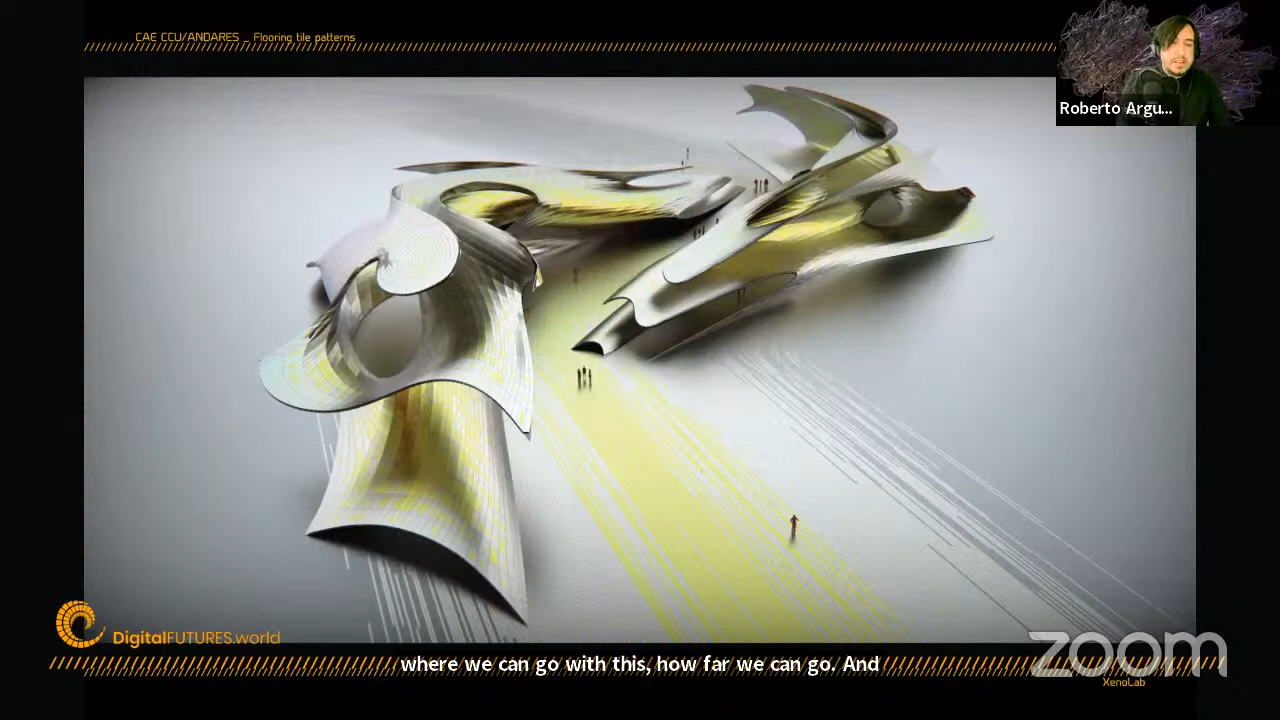 CAE CCU/ANDARES _ Flooring tile patterns
Roberto Argu...
DigitalFUTURES.world
where we can go with this, how far we can go. And
zoom
XenoLab